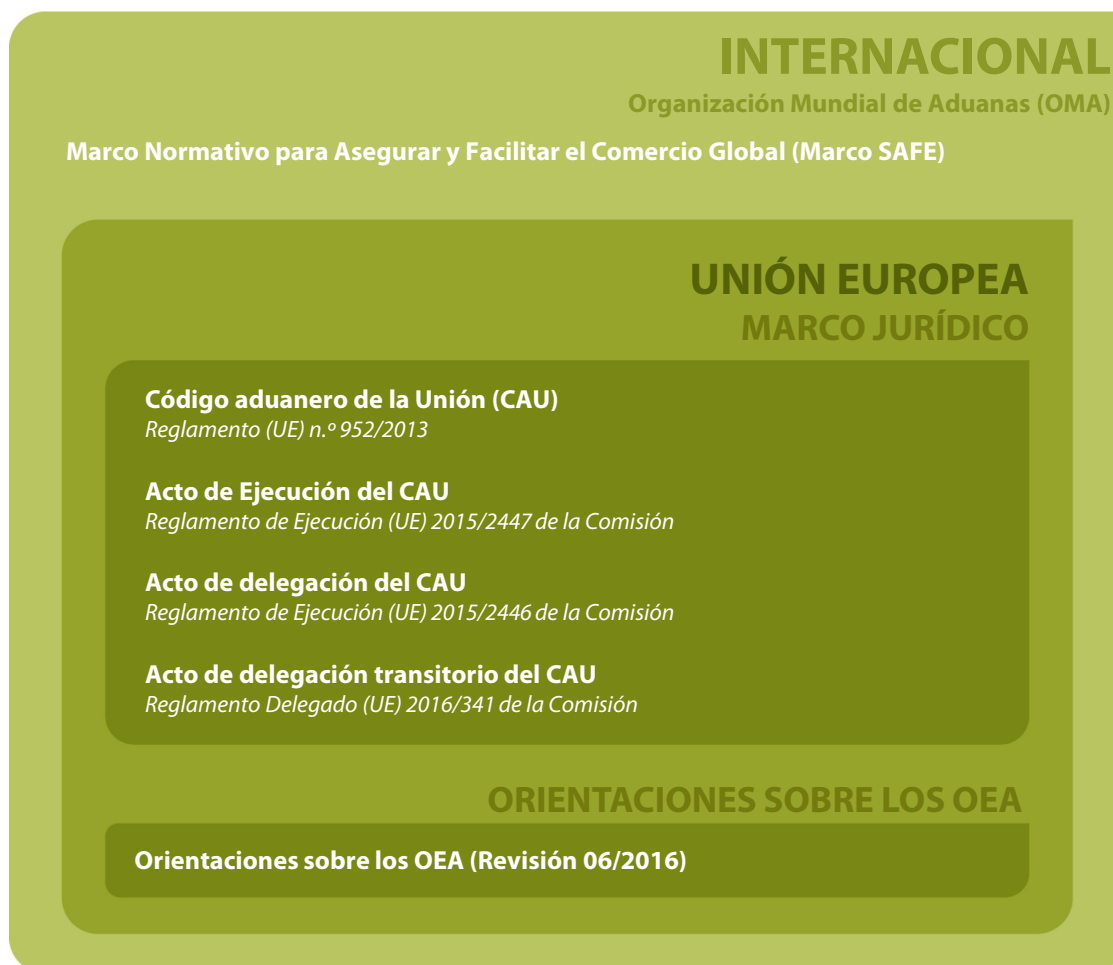 INTERNACIONAL
Organización Mundial de Aduanas (OMA)
Marco Normativo para Asegurar y Facilitar el Comercio Global (Marco SAFE)
UNIÓN EUROPEA
MARCO JURÍDICO
Código aduanero de la Unión (CAU)
Reglamento (UE) n.º 952/2013
Acto de Ejecución del CAU
Reglamento de Ejecución (UE) 2015/2447 de la Comisión
Acto de delegación del CAU
Reglamento de Ejecución (UE) 2015/2446 de la Comisión
Acto de delegación transitorio del CAU
Reglamento Delegado (UE) 2016/341 de la Comisión
ORIENTACIONES SOBRE LOS OEA
Orientaciones sobre los OEA (Revisión 06/2016)